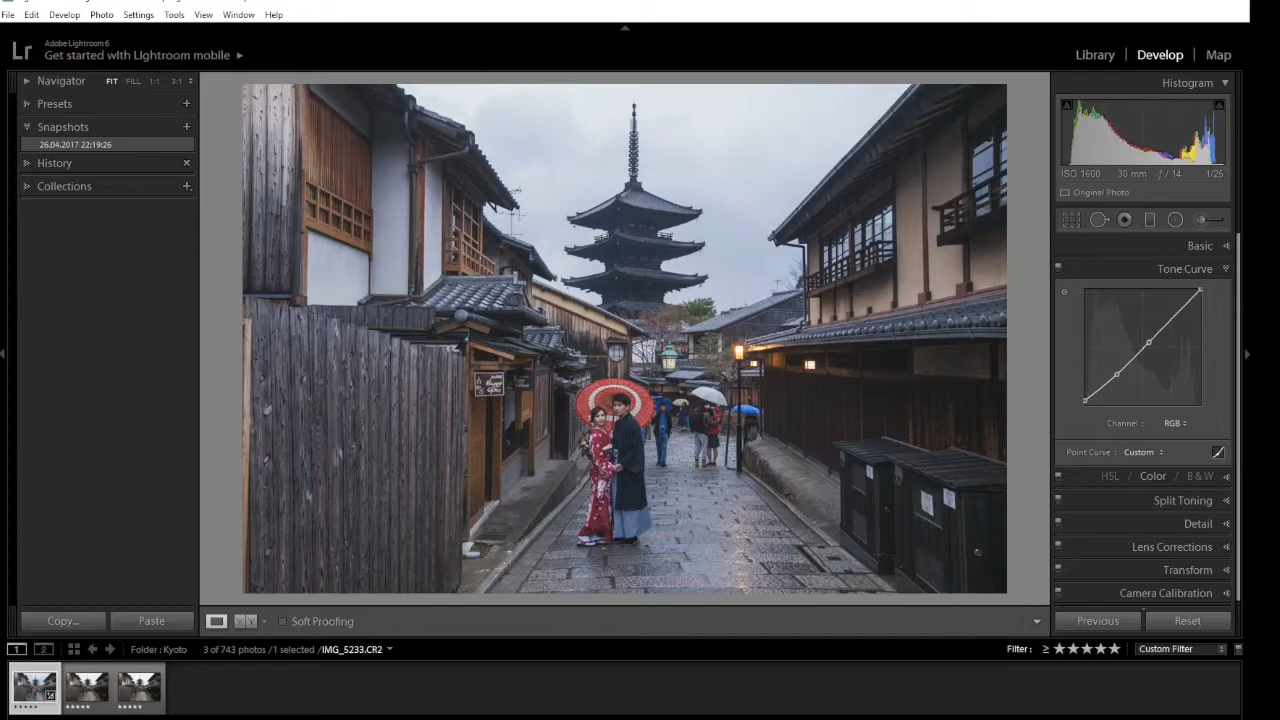 File Edit Develop Photo Settings Tools View Window Help
Lr
Adobe Lightroom 6
Get started with Lightroom mobile
Library | Develop | Map
Navigator FIT FILL 1:1 3:1
Presets
Snapshots
26.04.2017 22:19:26
History
Collections
Histogram
ISO 1600 30 mm ƒ / 14 1/25
Original Photo
Basic
Tone Curve
Channel : RGB
Point Curve : Custom
HSL / Color / B & W
Split Toning
Detail
Lens Corrections
Transform
Camera Calibration
Copy... Paste
Y Y Soft Proofing
Previous Reset
1 2 Folder : Kyoto 3 of 743 photos /1 selected /IMG_5233.CR2
Filter : ≥ ★★★★★ Custom Filter